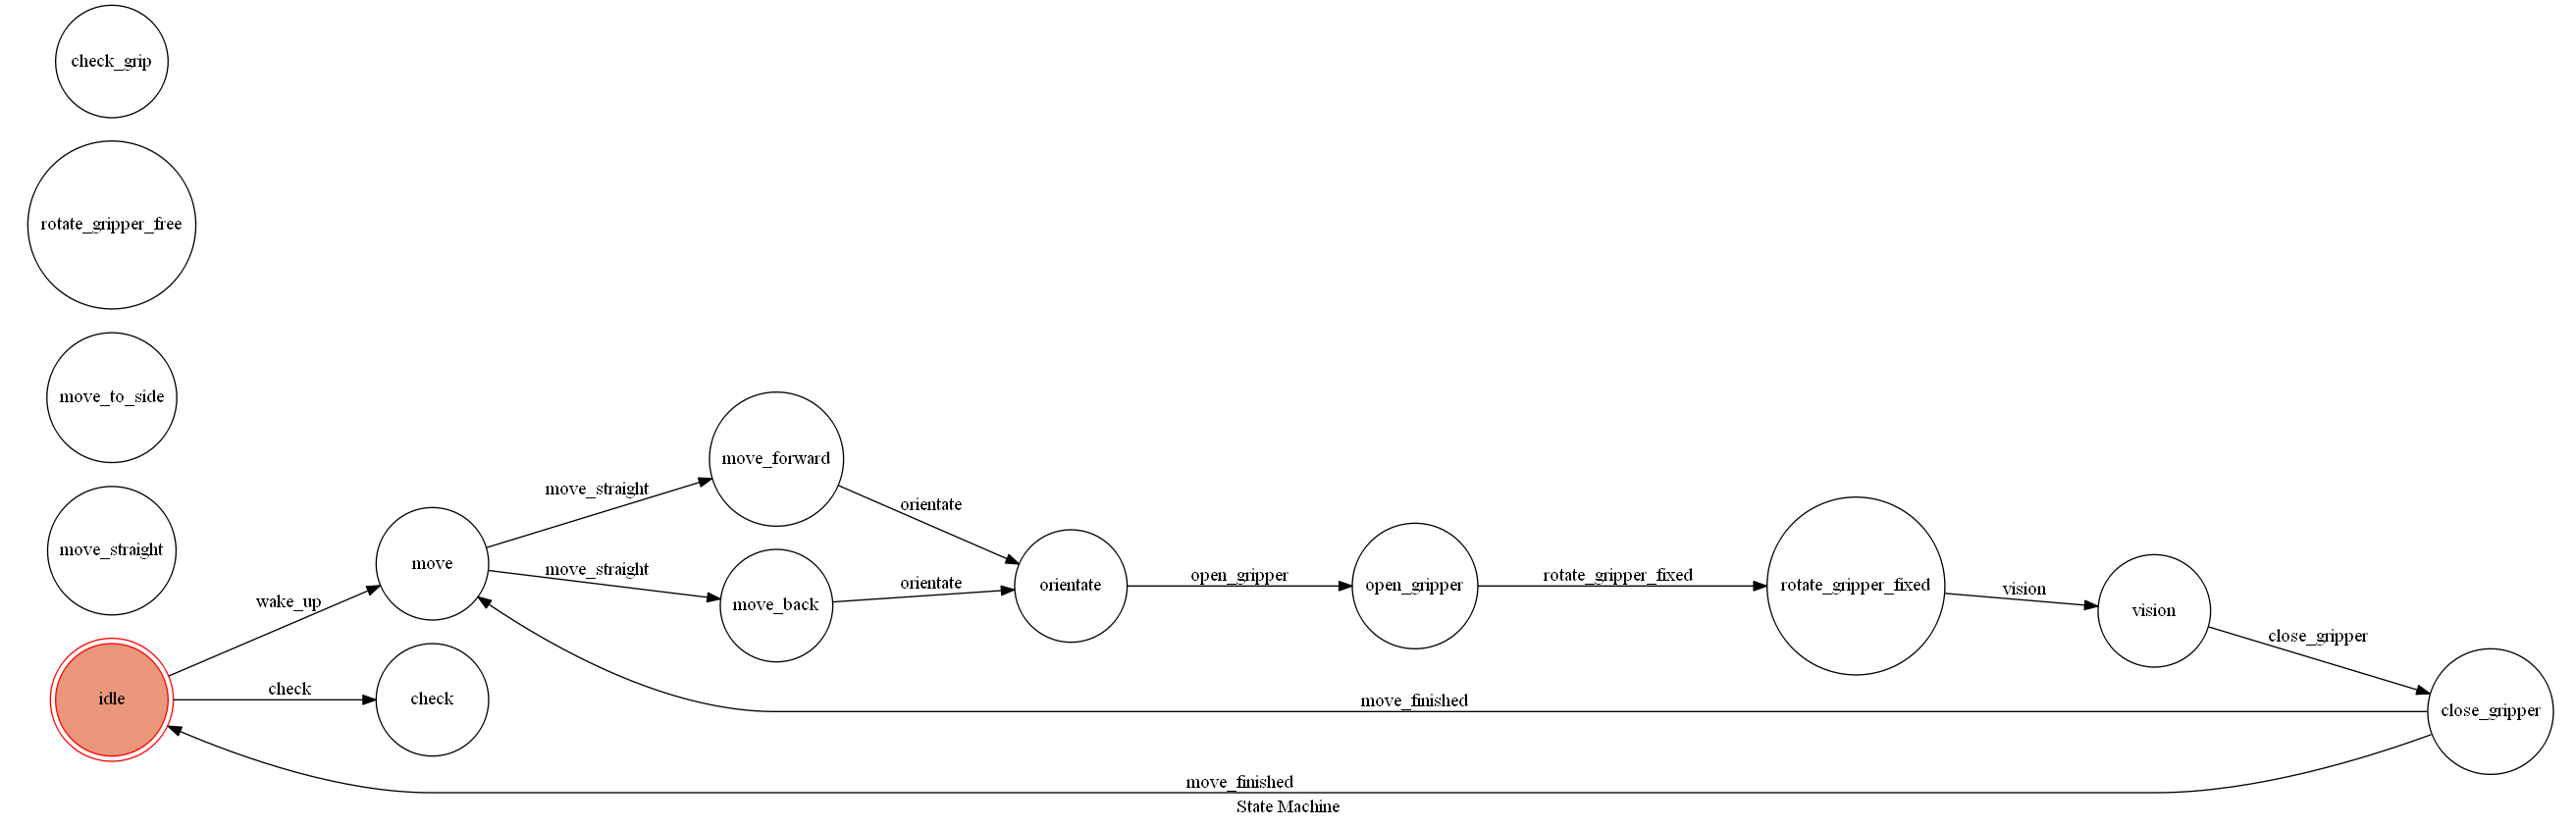 check_grip
rotate_gripper_free
move_to_side
move_straight
idle
wake_up
check
move
check
move_straight
move_straight
move_forward
move_back
orientate
orientate
orientate
open_gripper
open_gripper
rotate_gripper_fixed
rotate_gripper_fixed
vision
vision
close_gripper
close_gripper
move_finished
move_finished
State Machine